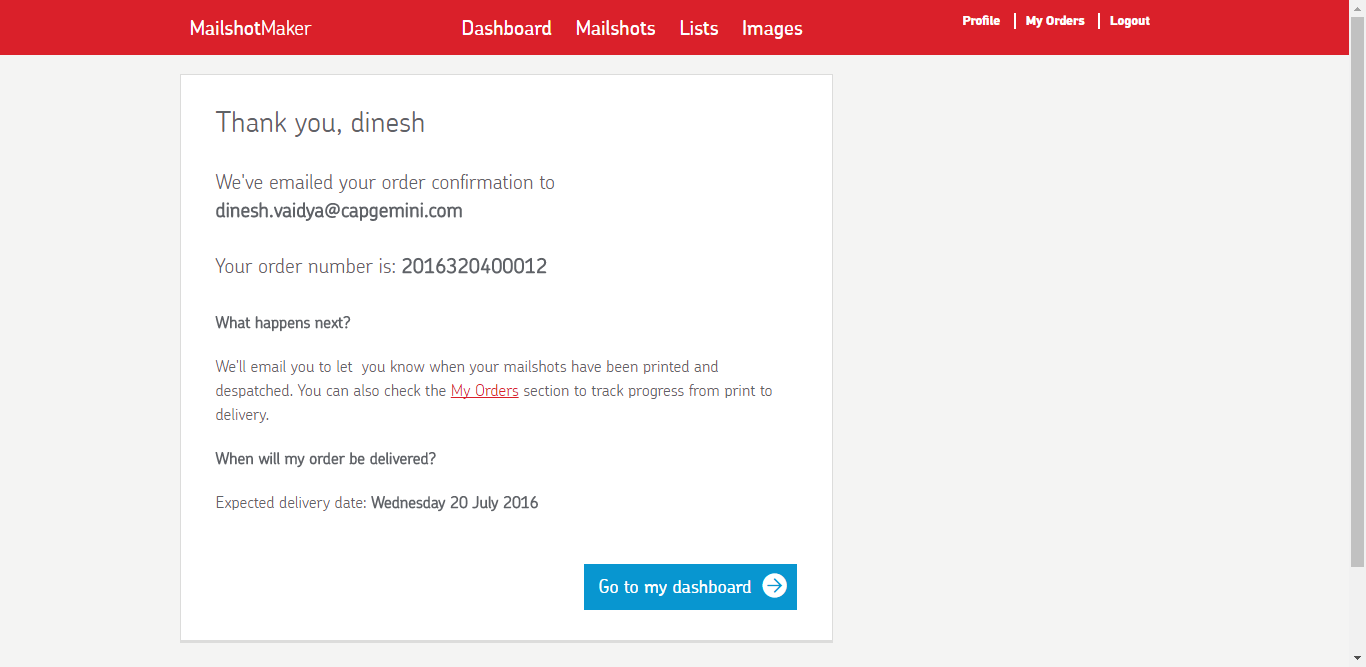 MailshotMaker
Dashboard Mailshots Lists Images
Profile My Orders Logout
Thank you, dinesh
We've emailed your order confirmation to
dinesh.vaidya@capgemini.com
Your order number is: 2016320400012
What happens next?
We'll email you to let  you know when your mailshots have been printed and
despatched. You can also check the My Orders section to track progress from print to
delivery.
When will my order be delivered?
Expected delivery date: Wednesday 20 July 2016
Go to my dashboard